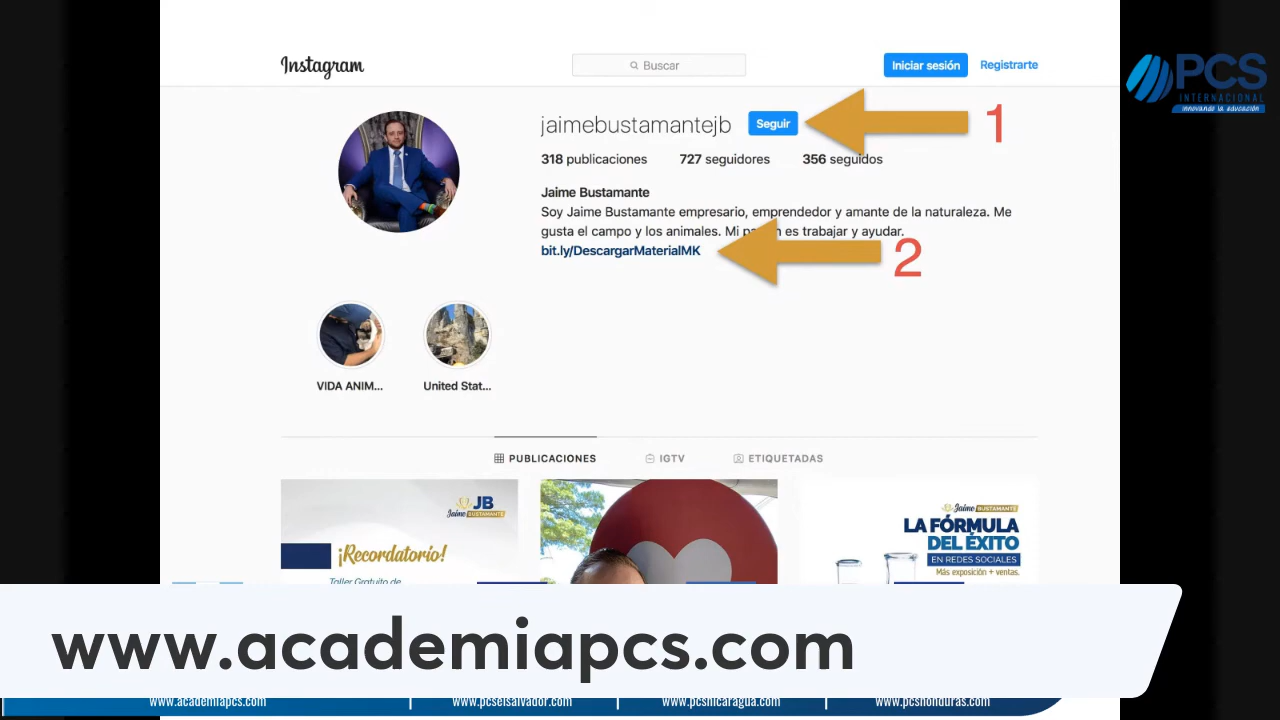 Instagram
Buscar
Iniciar sesión
Registrarte
PCS
INTERNACIONAL
innovando la educación
jaimebustamantejb
Seguir
1
318 publicaciones
727 seguidores
356 seguidos
Jaime Bustamante
Soy Jaime Bustamante empresario, emprendedor y amante de la naturaleza. Me
gusta el campo y los animales. Mi es trabajar y ayudar.
bit.ly/DescargarMaterialMK
2
VIDA ANIM...
United Stat...
PUBLICACIONES
IGTV
ETIQUETADAS
JB
Jaime BUSTAMANTE
¡Recordatorio!
Taller Gratuito de
Jaime BUSTAMANTE
LA FÓRMULA
DEL ÉXITO
EN REDES SOCIALES
Más exposición + ventas.
www.academiapcs.com
www.academiapcs.com
www.pcselsalvador.com
www.pcsnicaragua.com
www.pcshonduras.com